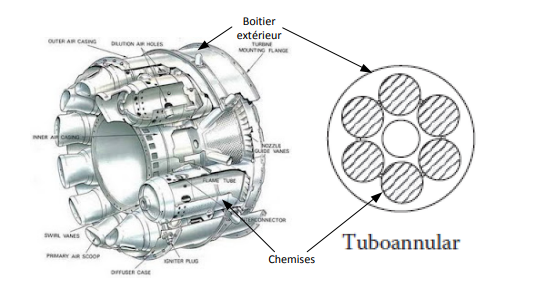 Boitier
extérieur
OUTER AIR CASING
DILUTION AIR HOLES
TURBINE
MOUNTING FLANGE
INNER AIR CASING
NOZZLE
GUIDE VANES
FLAME TUBE
INTERCONNECTOR
SWIRL VANES
PRIMARY AIR SCOOP
IGNITER PLUG
DIFFUSER CASE
Chemises
Tuboannular